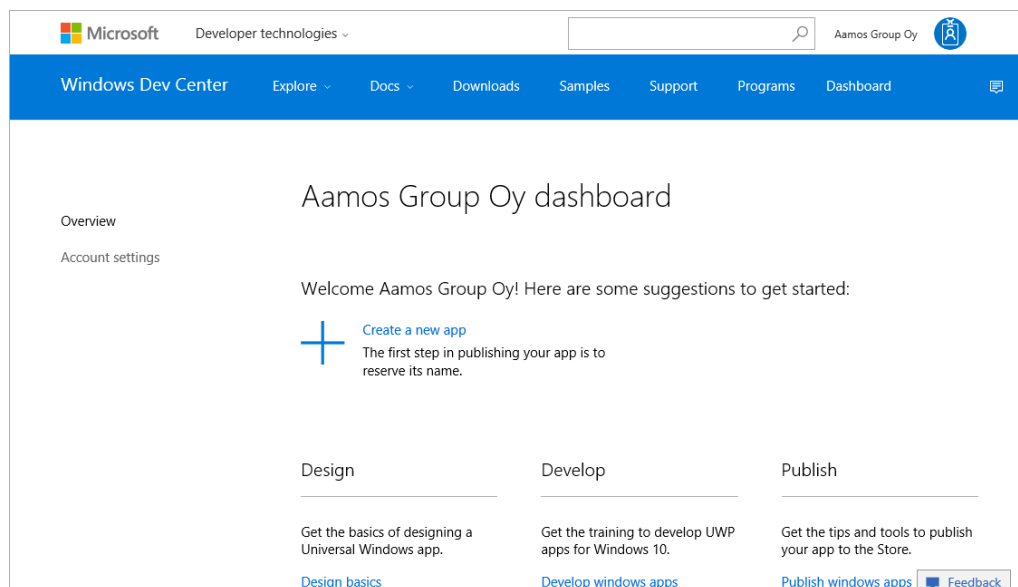 Microsoft
Developer technologies
Aamos Group Oy
Windows Dev Center
Explore
Docs
Downloads
Samples
Support
Programs
Dashboard
Overview
Account settings
Aamos Group Oy dashboard
Welcome Aamos Group Oy! Here are some suggestions to get started:
Create a new app
The first step in publishing your app is to
reserve its name.
Design
Get the basics of designing a
Universal Windows app.
Design basics
Develop
Get the training to develop UWP
apps for Windows 10.
Develop windows apps
Publish
Get the tips and tools to publish
your app to the Store.
Publish windows apps
Feedback